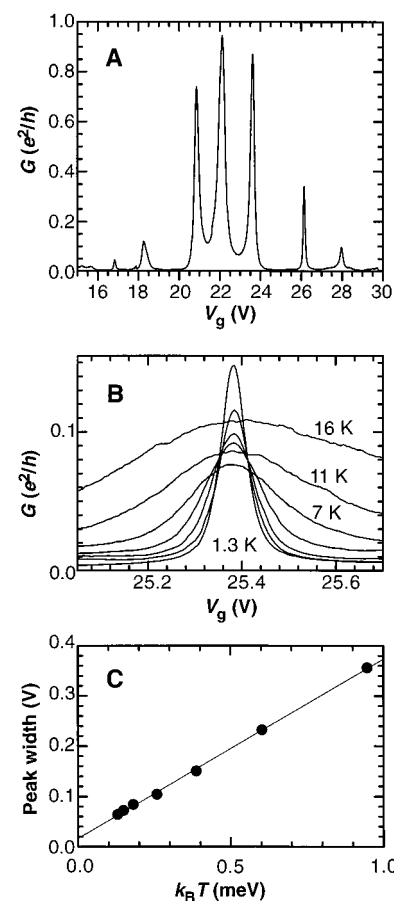 A
G (e²/h)
1.0
0.8
0.6
0.4
0.2
0.0
16 18 20 22 24 26 28 30
V_g (V)
B
G (e²/h)
0.1
0.0
16 K
11 K
7 K
1.3 K
25.2 25.4 25.6
V_g (V)
C
Peak width (V)
0.4
0.3
0.2
0.1
0.0
0.0 0.5 1.0
k_BT (meV)